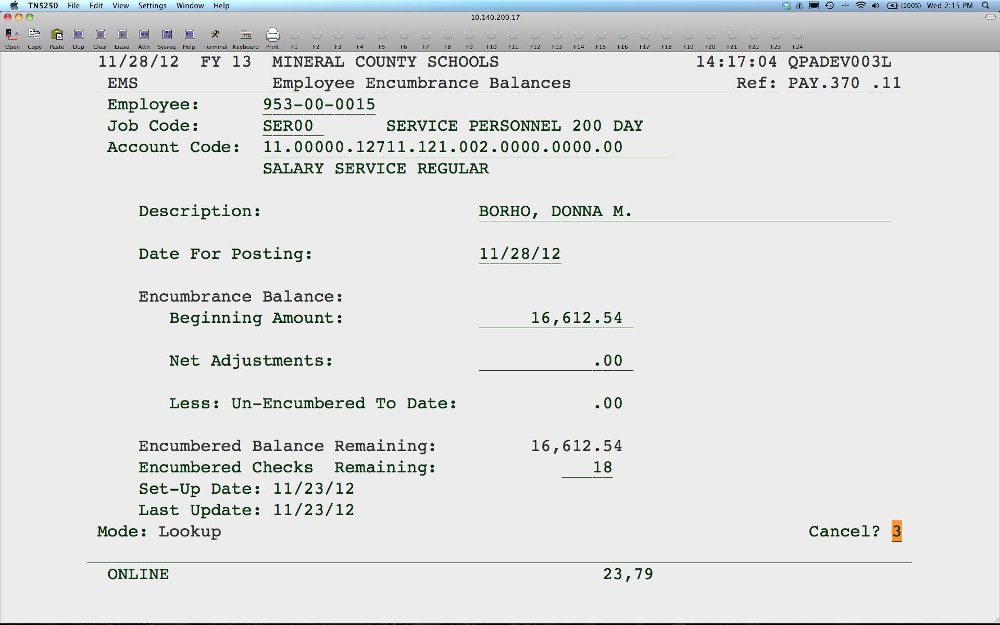 TN5250 File Edit View Settings Window Help (100%) Wed 2:15 PM
10.140.200.17
dup C E attn sys req Help
Open Copy Paste Dup Clear Erase Attn Sysreq Help Terminal Keyboard Print F1 F2 F3 F4 F5 F6 F7 F8 F9 F10 F11 F12 F13 F14 F15 F16 F17 F18 F19 F20 F21 F22 F23 F24
11/28/12 FY 13 MINERAL COUNTY SCHOOLS 14:17:04 QPADEV003L
EMS Employee Encumbrance Balances Ref: PAY.370 .11
Employee: 953-00-0015
Job Code: SER00 SERVICE PERSONNEL 200 DAY
Account Code: 11.00000.12711.121.002.0000.0000.00
SALARY SERVICE REGULAR
Description: BORHO, DONNA M.
Date For Posting: 11/28/12
Encumbrance Balance:
Beginning Amount: 16,612.54
Net Adjustments: .00
Less: Un-Encumbered To Date: .00
Encumbered Balance Remaining: 16,612.54
Encumbered Checks Remaining: 18
Set-Up Date: 11/23/12
Last Update: 11/23/12
Mode: Lookup Cancel? 3
ONLINE 23,79